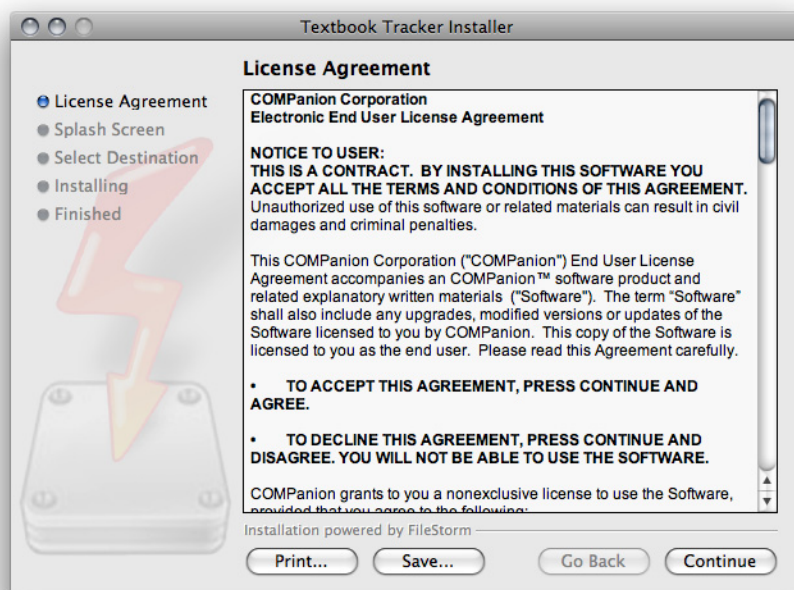 Textbook Tracker Installer
License Agreement
License Agreement
Splash Screen
Select Destination
Installing
Finished
COMPanion Corporation
Electronic End User License Agreement
NOTICE TO USER:
THIS IS A CONTRACT.  BY INSTALLING THIS SOFTWARE YOU
ACCEPT ALL THE TERMS AND CONDITIONS OF THIS AGREEMENT.
Unauthorized use of this software or related materials can result in civil
damages and criminal penalties.
This COMPanion Corporation ("COMPanion") End User License
Agreement accompanies an COMPanion™ software product and
related explanatory written materials  ("Software").  The term “Software”
shall also include any upgrades, modified versions or updates of the
Software licensed to you by COMPanion.  This copy of the Software is
licensed to you as the end user.  Please read this Agreement carefully.
• TO ACCEPT THIS AGREEMENT, PRESS CONTINUE AND
AGREE.
• TO DECLINE THIS AGREEMENT, PRESS CONTINUE AND
DISAGREE. YOU WILL NOT BE ABLE TO USE THE SOFTWARE.
COMPanion grants to you a nonexclusive license to use the Software,
provided that you agree to the following:
Installation powered by FileStorm
Print...
Save...
Go Back
Continue